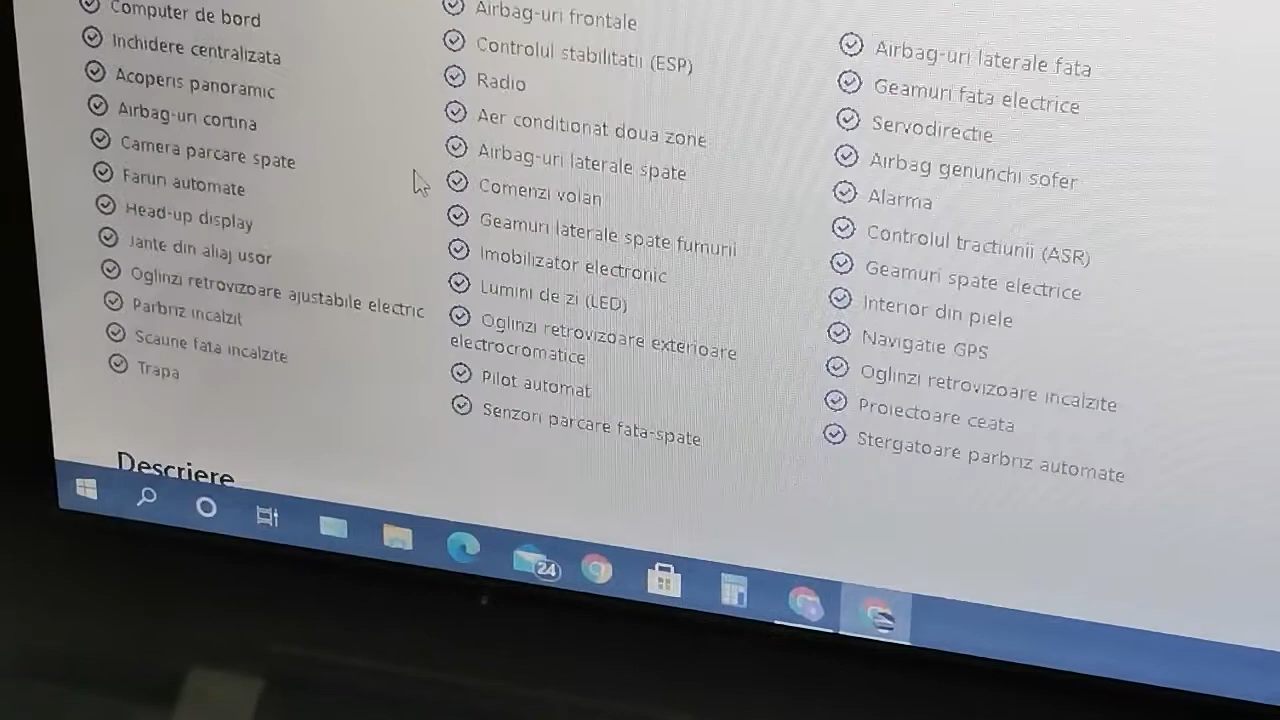 Computer de bord
Inchidere centralizata
Acoperis panoramic
Airbag-uri cortina
Camera parcare spate
Faruri automate
Head-up display
Jante din aliaj usor
Oglinzi retrovizoare ajustabile electric
Parbriz incalzit
Scaune fata incalzite
Trapa
Airbag-uri frontale
Controlul stabilitatii (ESP)
Radio
Aer conditionat doua zone
Airbag-uri laterale spate
Comenzi volan
Geamuri laterale spate fumurii
Imobilizator electronic
Lumini de zi (LED)
Oglinzi retrovizoare exterioare
electrocromatice
Pilot automat
Senzori parcare fata-spate
Airbag-uri laterale fata
Geamuri fata electrice
Servodirectie
Airbag genunchi sofer
Alarma
Controlul tractiunii (ASR)
Geamuri spate electrice
Interior din piele
Navigatie GPS
Oglinzi retrovizoare incalzite
Proiectoare ceata
Stergatoare parbriz automate
Descriere
24